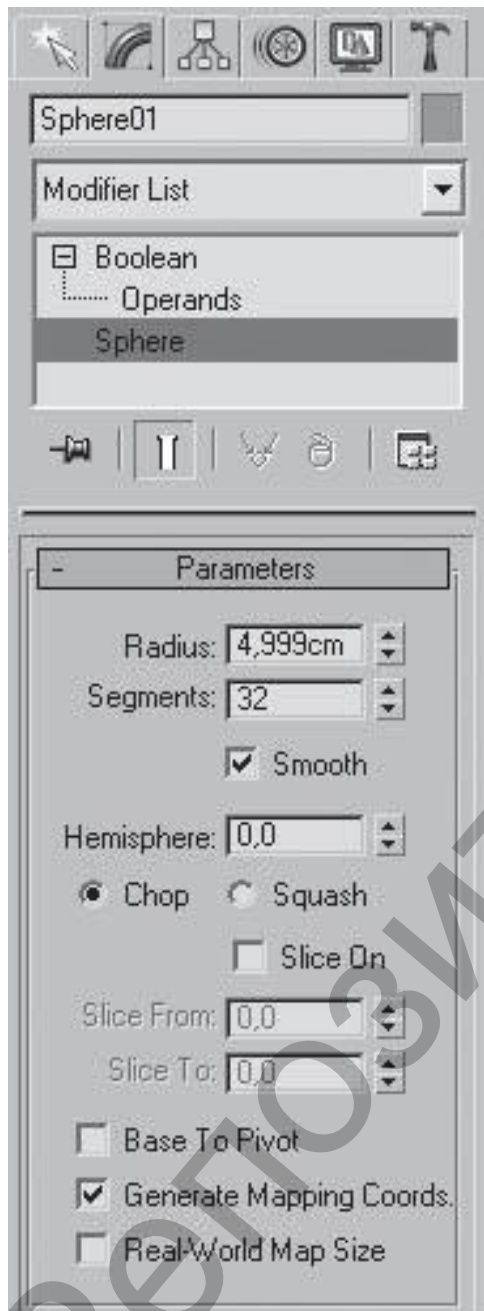 Sphere01
Modifier List
Boolean
Operands
Sphere
- Parameters
Radius: 4,999cm
Segments: 32
Smooth
Hemisphere: 0,0
Chop Squash
Slice On
Slice From: 0,0
Slice To: 0,0
Base To Pivot
Generate Mapping Coords.
Real-World Map Size